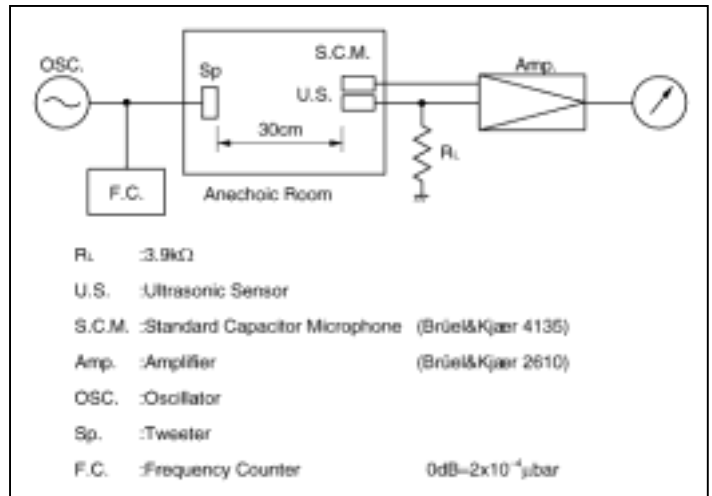 OSC.
Sp
S.C.M.
U.S.
Amp.
30cm
RL
F.C.
Anechoic Room
RL :3.9kΩ
U.S. :Ultrasonic Sensor
S.C.M. :Standard Capacitor Microphone (Brüel&Kjær 4135)
Amp. :Amplifier (Brüel&Kjær 2610)
OSC. :Oscillator
Sp. :Tweeter
F.C. :Frequency Counter 0dB=2x10⁻⁴μbar